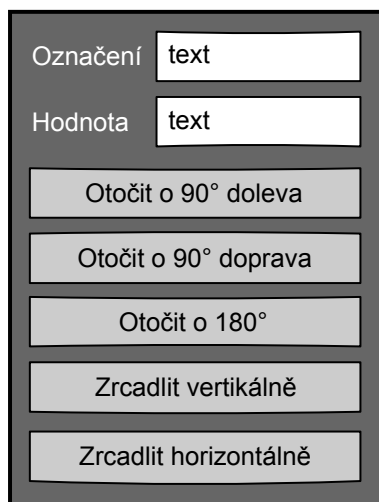 Označení text
Hodnota text
Otočit o 90° doleva
Otočit o 90° doprava
Otočit o 180°
Zrcadlit vertikálně
Zrcadlit horizontálně